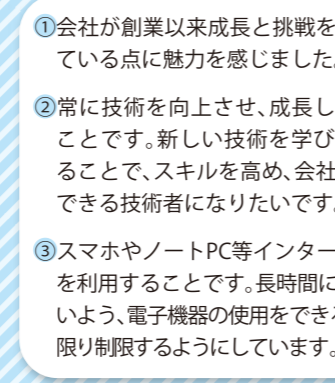 ①会社が創業以来成長と挑戦を
ている点に魅力を感じました。
②常に技術を向上させ、成長し
ことです。新しい技術を学び
ることで、スキルを高め、会社
できる技術者になりたいです
③スマホやノートPC等インター
を利用することです。長時間に
いよう、電子機器の使用をでき
限り制限するようにしています。